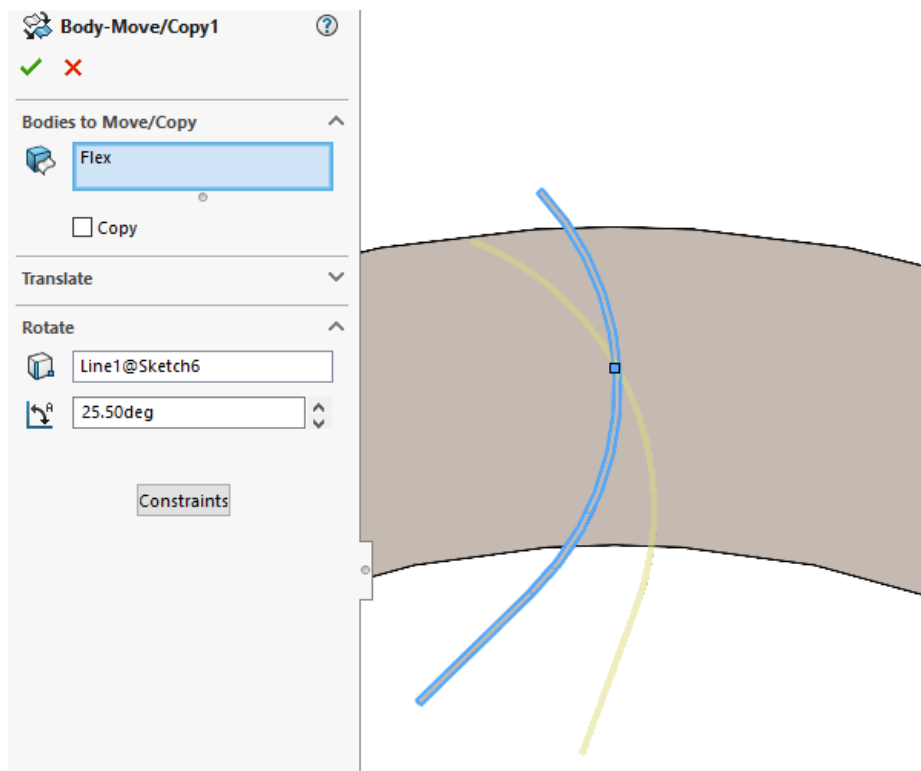 Body-Move/Copy1
Bodies to Move/Copy
Flex
Copy
Translate
Rotate
Line1@Sketch6
A
25.50deg
Constraints